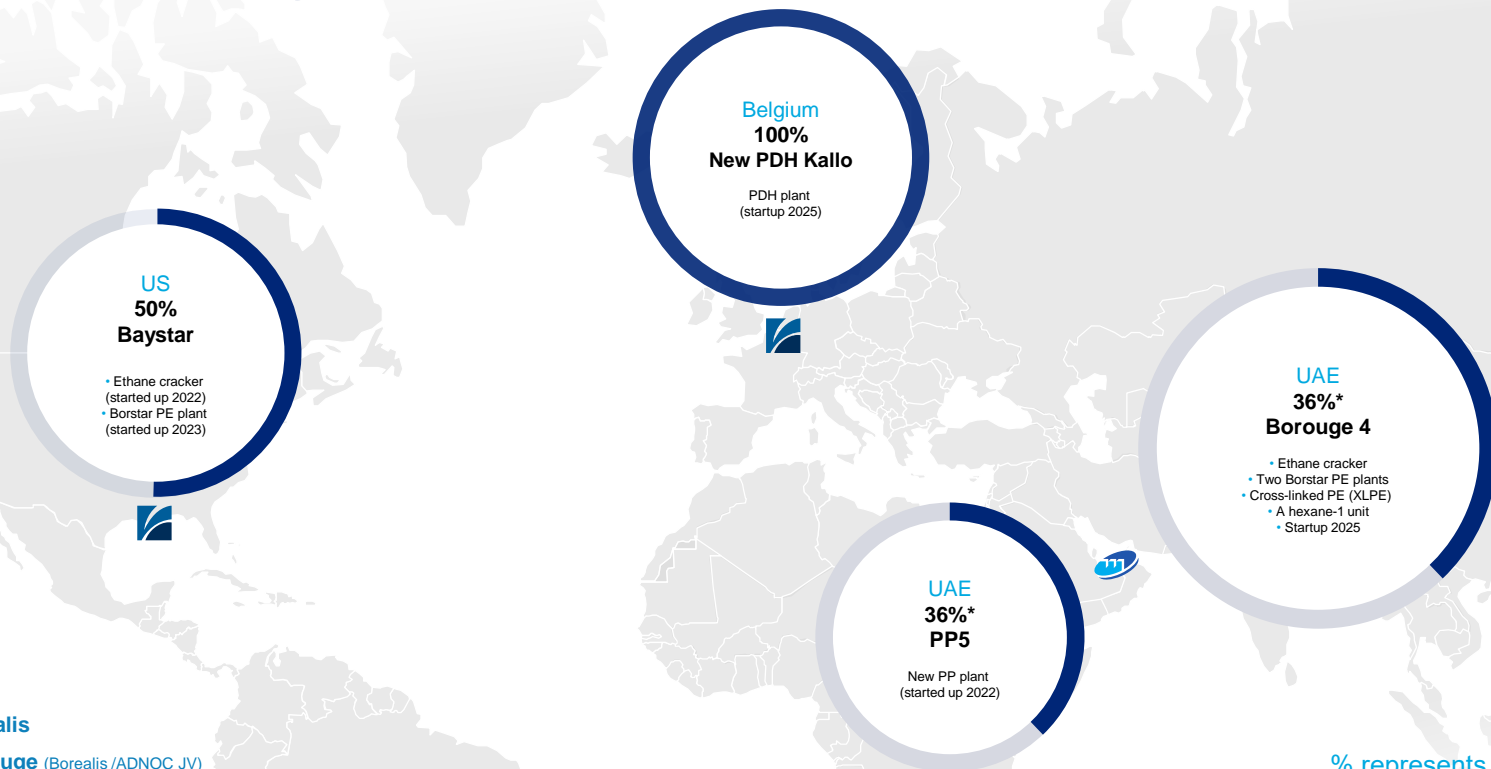 Belgium
100%
New PDH Kallo
PDH plant
(startup 2025)
US
50%
Baystar
• Ethane cracker
(started up 2022)
• Borstar PE plant
(started up 2023)
UAE
36%*
Borouge 4
• Ethane cracker
• Two Borstar PE plants
• Cross-linked PE (XLPE)
• A hexane-1 unit
• Startup 2025
UAE
36%*
PP5
New PP plant
(started up 2022)
alis
uge (Borealis /ADNOC JV)
% represents